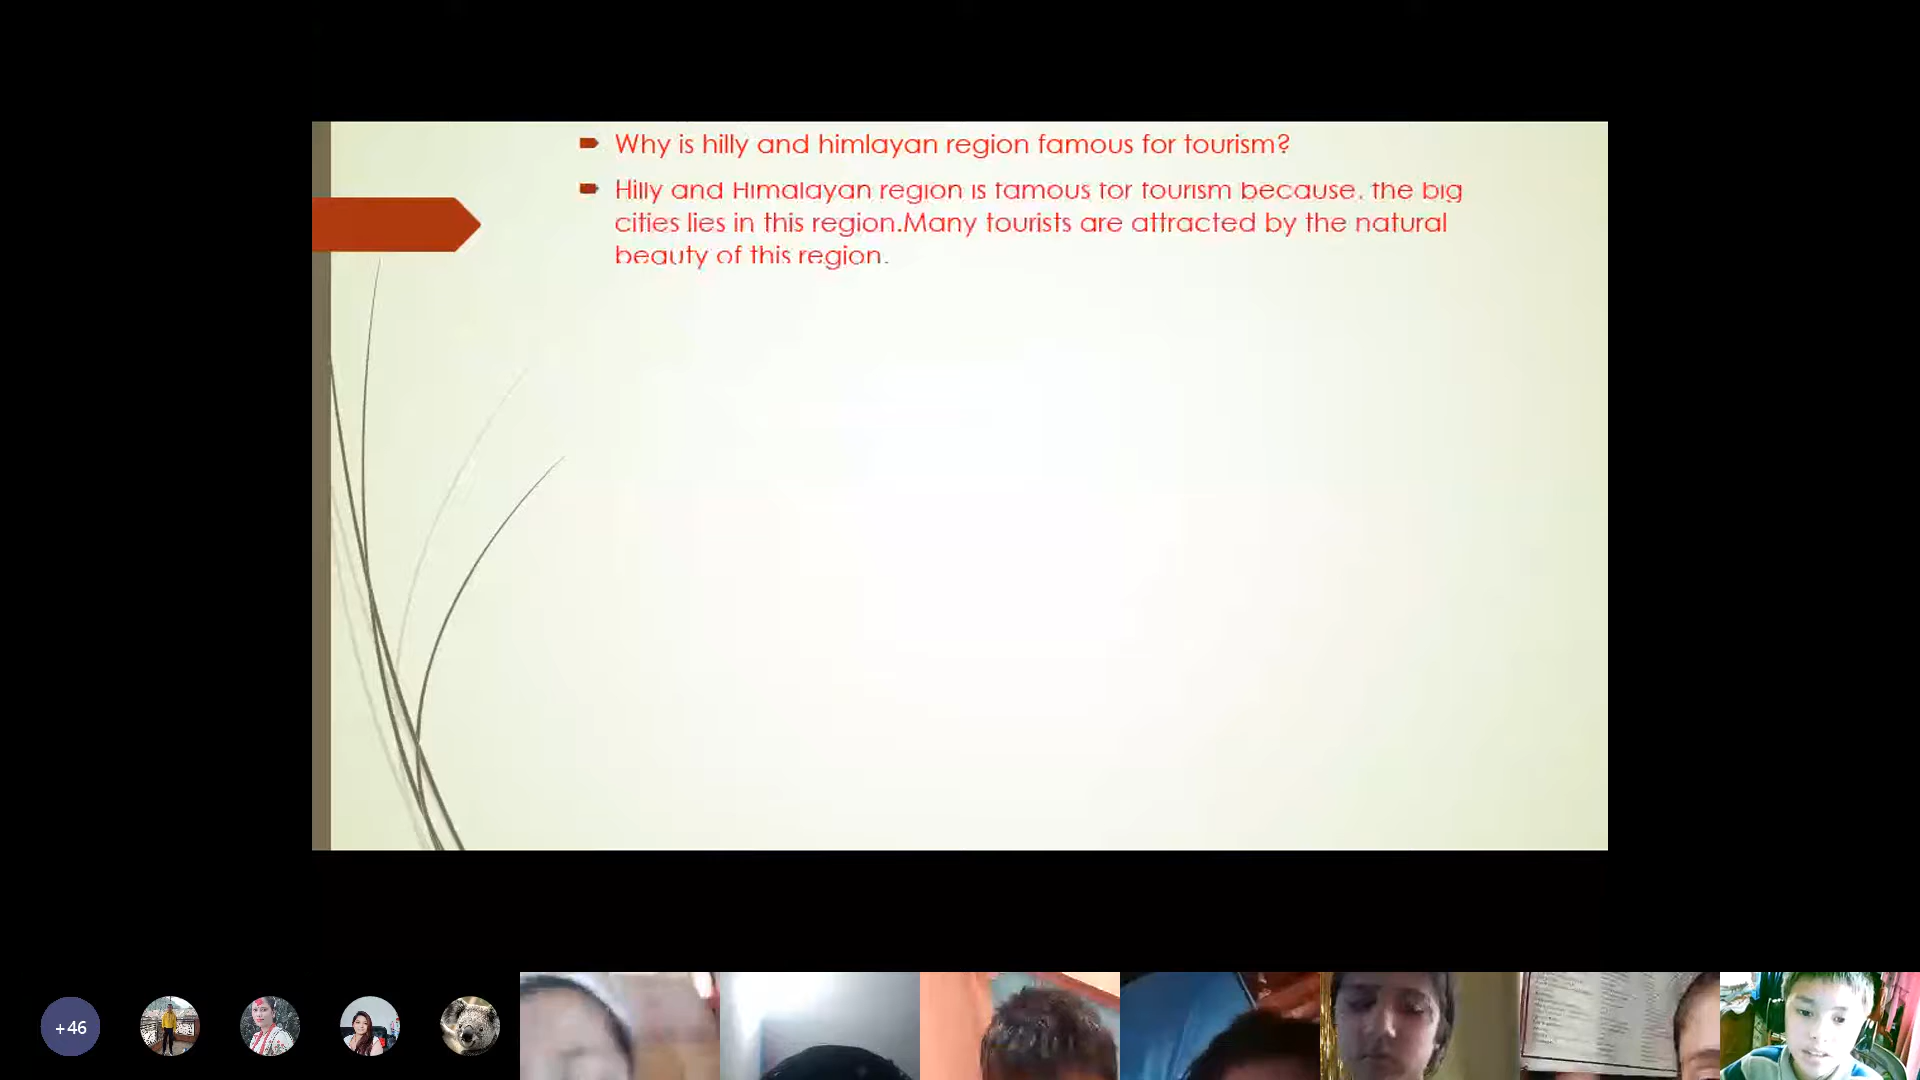 Why is hilly and himlayan region famous for tourism?
Hilly and Himalayan region is famous for tourism because. the big
cities lies in this region.Many tourists are attracted by the natural
beauty of this region.
+46